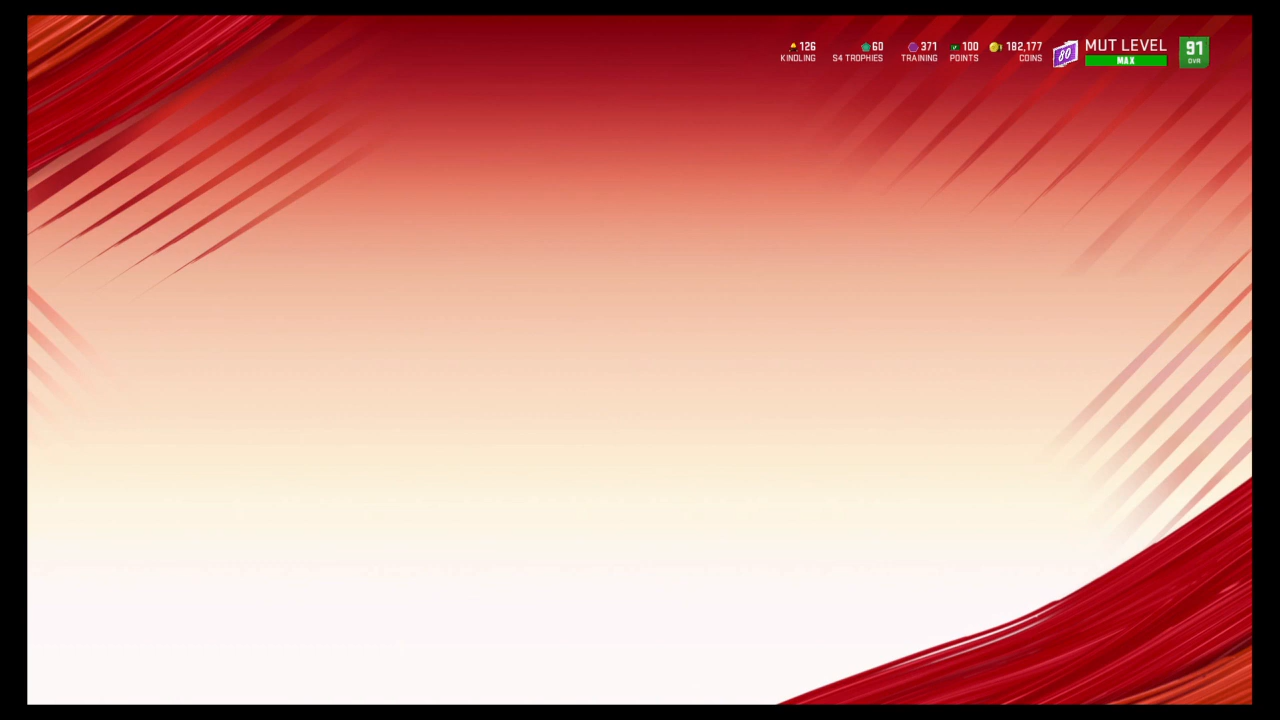 126 60 371 100 182,177 80 MUT LEVEL 91
KINDLING S4 TROPHIES TRAINING POINTS COINS MAX OVR